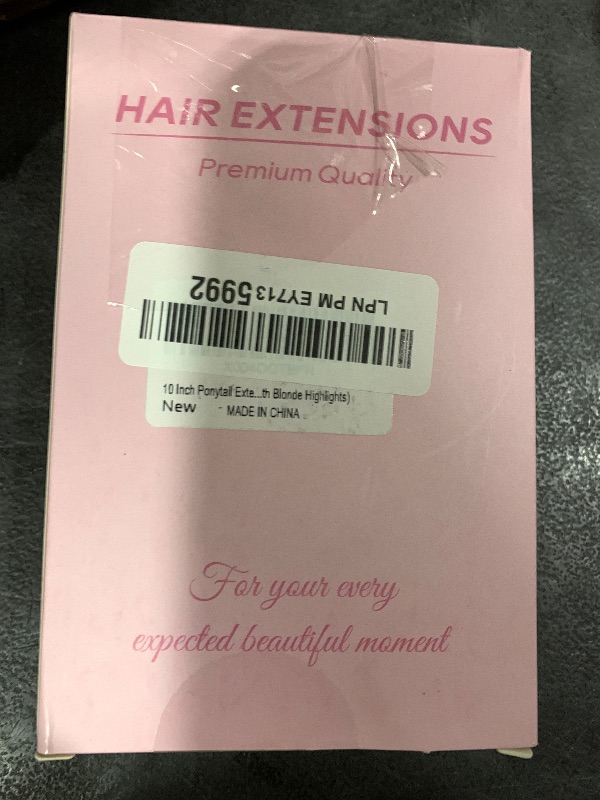 HAIR EXTENSIONS
Premium Quality
LPN PM EY7135992
10 Inch Ponytail Exte...th Blonde Highlights)
New - MADE IN CHINA
For your every
expected beautiful moment